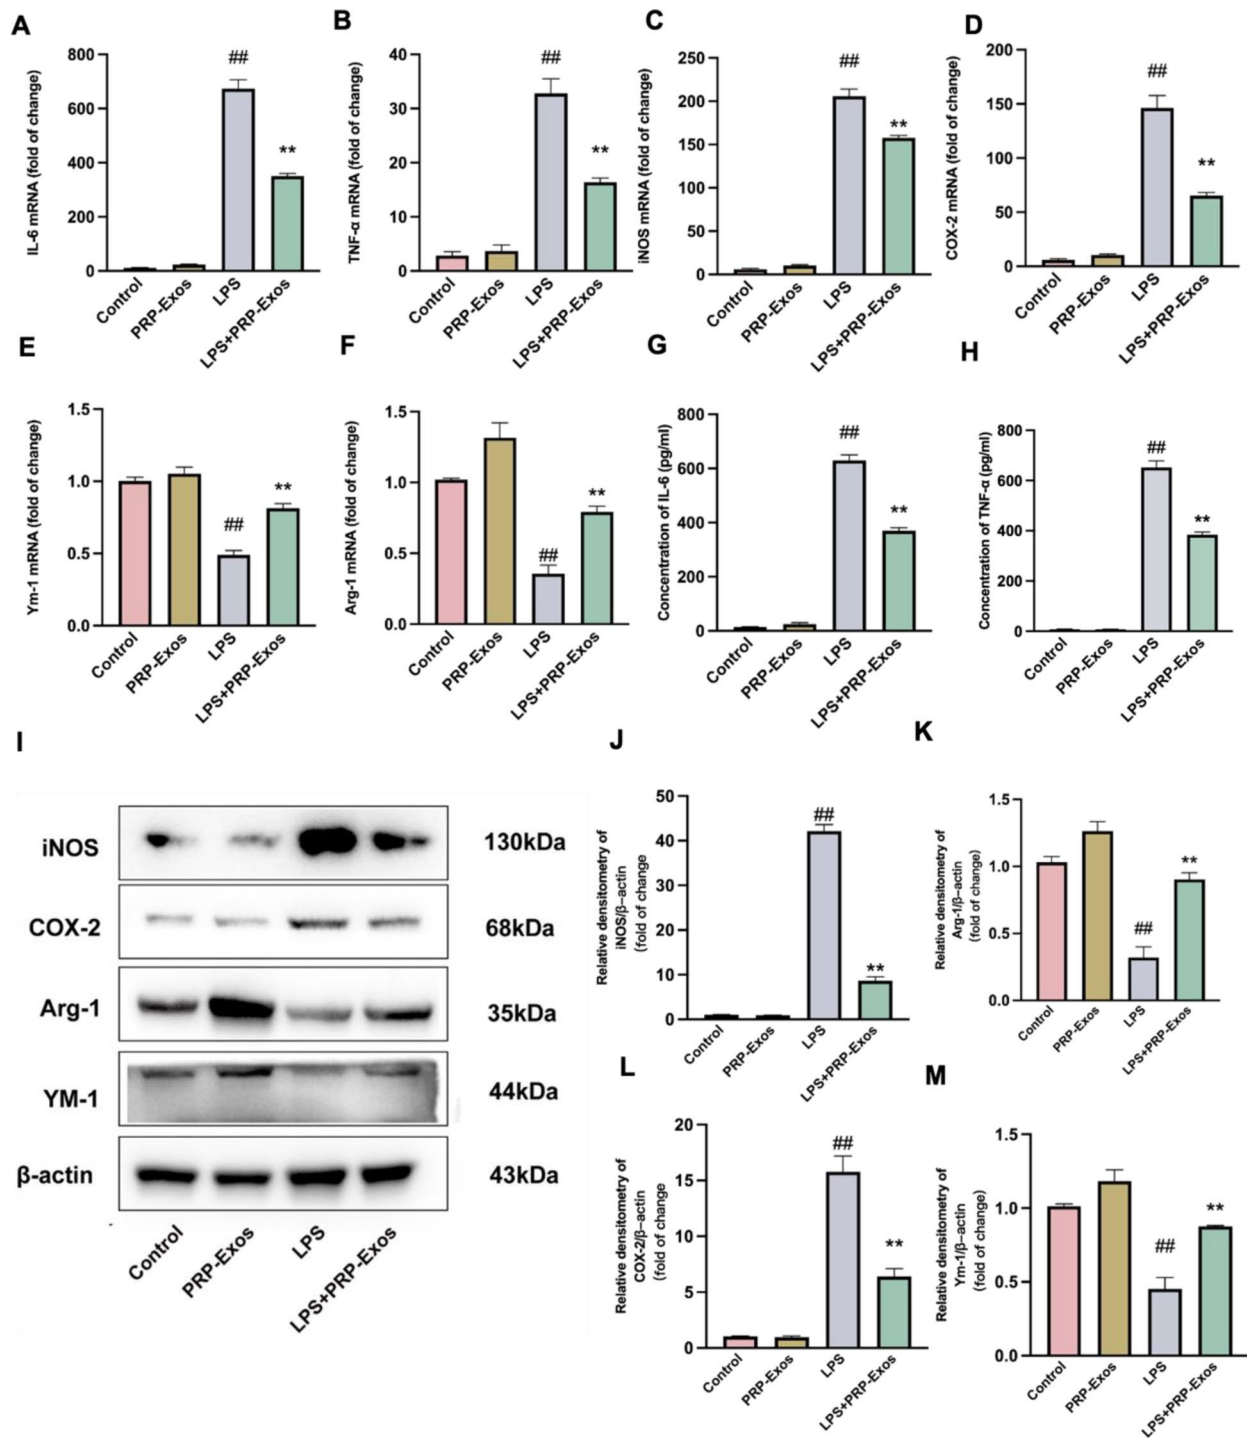 A
IL-6 mRNA (fold of change)
800
600
400
200
0
##
**
Control
PRP-Exos
LPS
LPS+PRP-Exos
B
TNF-α mRNA (fold of change)
40
30
20
10
0
##
**
Control
PRP-Exos
LPS
LPS+PRP-Exos
C
iNOS mRNA (fold of change)
250
200
150
100
50
0
##
**
Control
PRP-Exos
LPS
LPS+PRP-Exos
D
COX-2 mRNA (fold of change)
200
150
100
50
0
##
**
Control
PRP-Exos
LPS
LPS+PRP-Exos
E
Ym-1 mRNA (fold of change)
1.5
1.0
0.5
0.0
##
**
Control
PRP-Exos
LPS
LPS+PRP-Exos
F
Arg-1 mRNA (fold of change)
1.5
1.0
0.5
0.0
##
**
Control
PRP-Exos
LPS
LPS+PRP-Exos
G
Concentration of IL-6 (pg/ml)
800
600
400
200
0
##
**
Control
PRP-Exos
LPS
LPS+PRP-Exos
H
Concentration of TNF-α (pg/ml)
800
600
400
200
0
##
**
Control
PRP-Exos
LPS
LPS+PRP-Exos
I
iNOS 130kDa
COX-2 68kDa
Arg-1 35kDa
YM-1 44kDa
β-actin 43kDa
Control
PRP-Exos
LPS
LPS+PRP-Exos
J
Relative densitometry of
iNOS/β–actin
(fold of change
50
40
30
20
10
0
##
**
Control
PRP-Exos
LPS
LPS+PRP-Exos
K
Relative densitometry of
Arg-1/β–actin
(fold of change)
1.5
1.0
0.5
0.0
##
**
Control
PRP-Exos
LPS
LPS+PRP-Exos
L
Relative densitometry of
COX-2/β–actin
(fold of change
20
15
10
5
0
##
**
Control
PRP-Exos
LPS
LPS+PRP-Exos
M
Relative densitometry of
Ym-1/β–actin
(fold of change)
1.5
1.0
0.5
0.0
##
**
Control
PRP-Exos
LPS
LPS+PRP-Exos